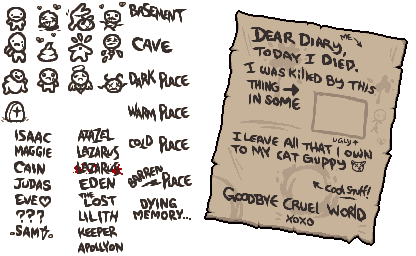 BASEMENT
CAVE
DARK PLACE
WARM PLACE
COLD PLACE
BARREN PLACE
DYING
MEMORY...
ISAAC
MAGGIE
CAIN
JUDAS
EVE♡
???
SAMS
AZAZEL
LAZARUS
LAZARUS
EDEN
THE
LOST
LILITH
KEEPER
APOLLYON
DEAR DIARY,
ME
TODAY I DIED.
I WAS KILLED BY THIS
THING →
IN SOME
UGLY
I LEAVE ALL THAT I OWN
TO MY CAT GUPPY
← COOL STUFF!
GOODBYE CRUEL WORLD
XOXO